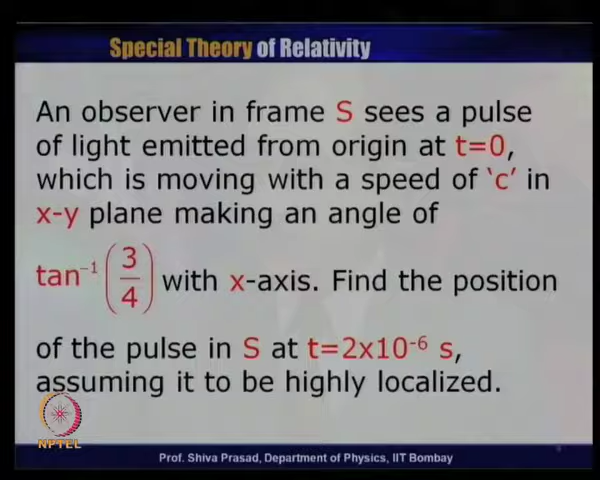 Special Theory of Relativity
An observer in frame S sees a pulse
of light emitted from origin at t=0,
which is moving with a speed of ‘c’ in
x-y plane making an angle of
tan⁻¹(3/4) with x-axis. Find the position
of the pulse in S at t=2x10⁻⁶ s,
assuming it to be highly localized.
NPTEL
Prof. Shiva Prasad, Department of Physics, IIT Bombay